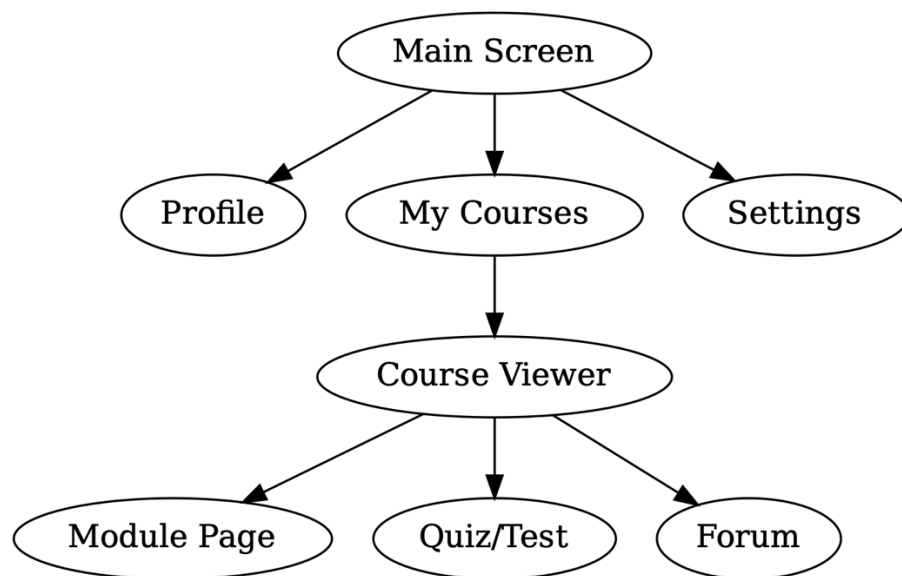 Main Screen
Profile
My Courses
Settings
Course Viewer
Module Page
Quiz/Test
Forum